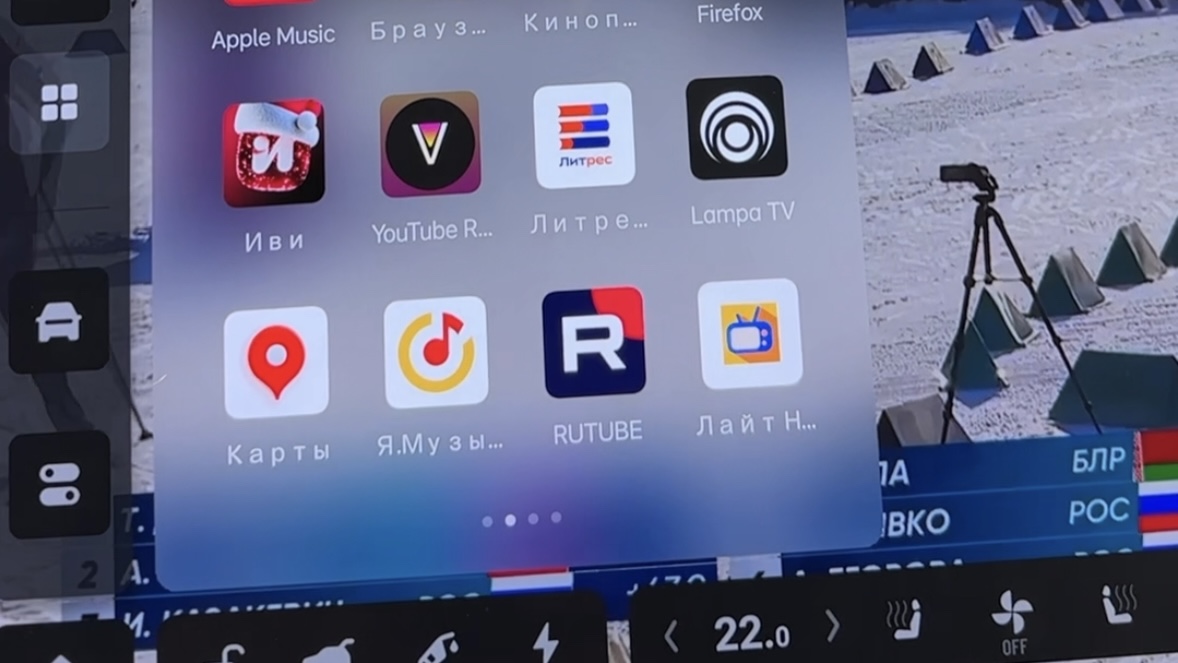 Apple Music
Брауз...
Киноп...
Firefox
Иви
YouTube R...
ЛитРес
Литре...
Lampa TV
Карты
Я.Музы...
R
RUTUBE
Лайт Н...
БЛР
ВКО
РОС
Т.
2
А.
И.
22.0
OFF